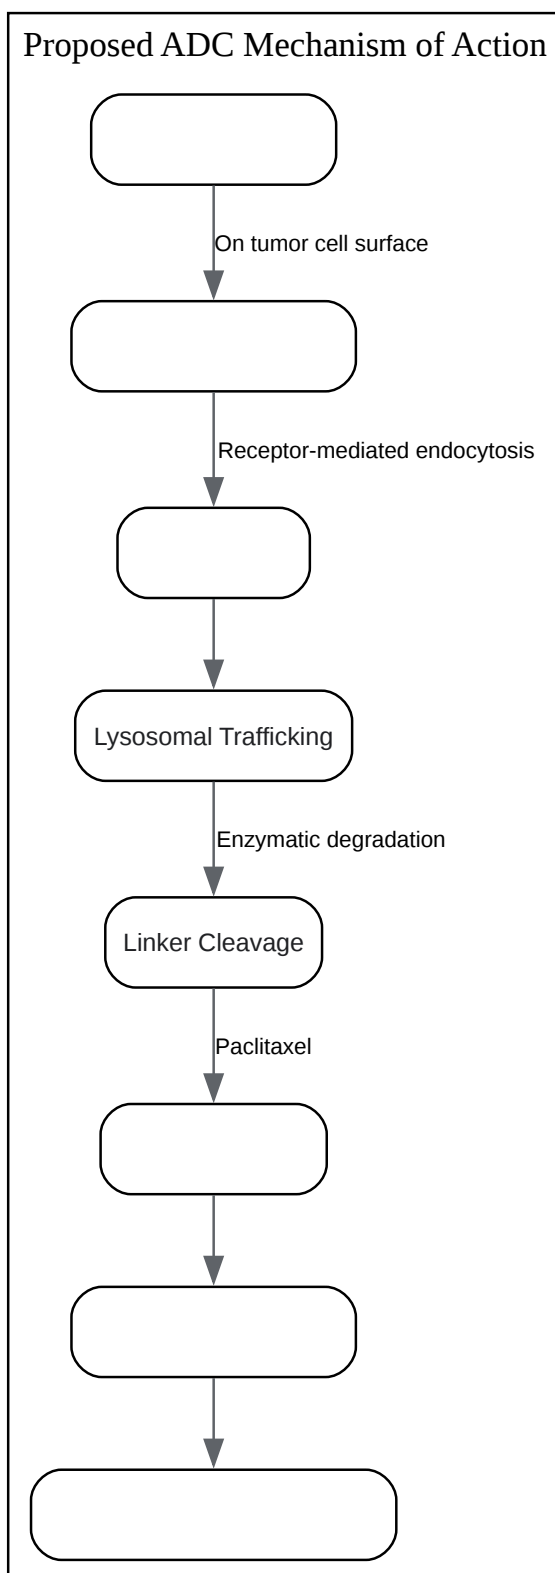 Proposed ADC Mechanism of Action
On tumor cell surface
Receptor-mediated endocytosis
Lysosomal Trafficking
Enzymatic degradation
Linker Cleavage
Paclitaxel